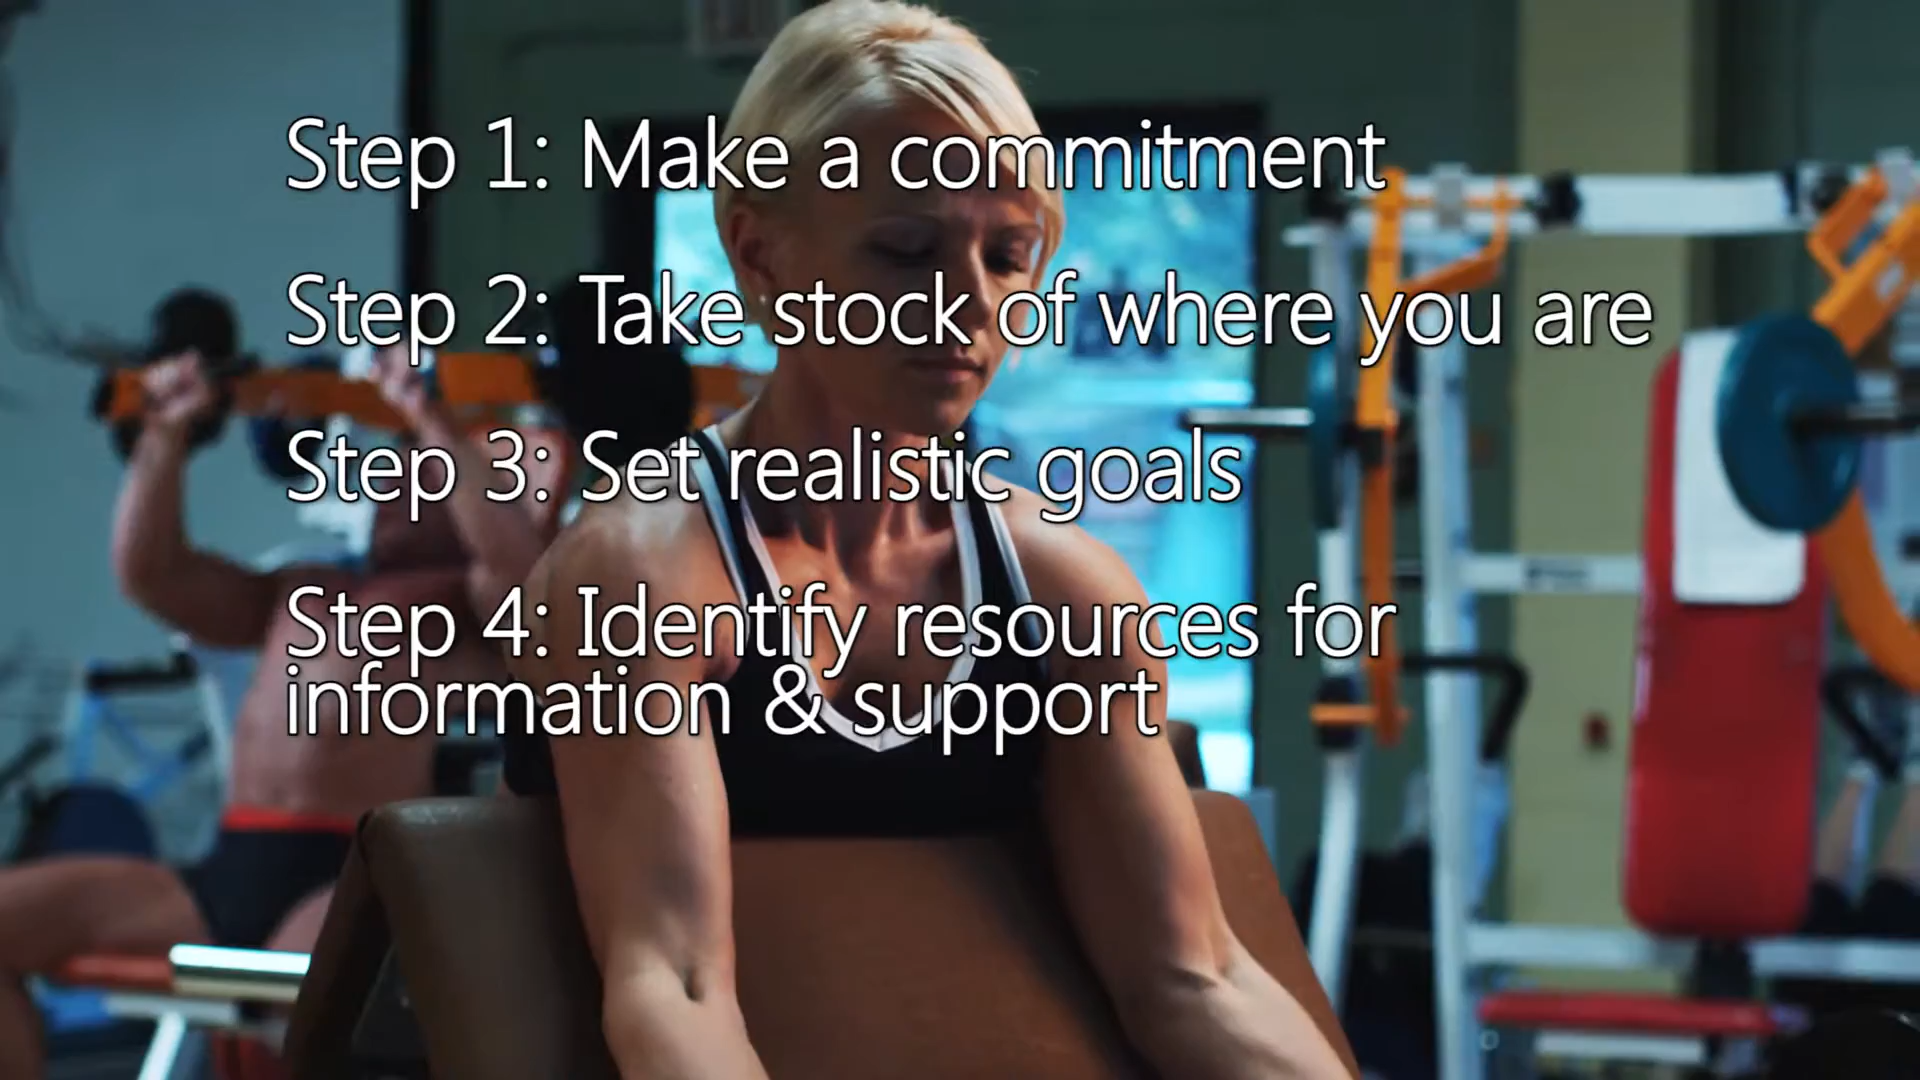 Step 1: Make a commitment
Step 2: Take stock of where you are
Step 3: Set realistic goals
Step 4: Identify resources for
information & support